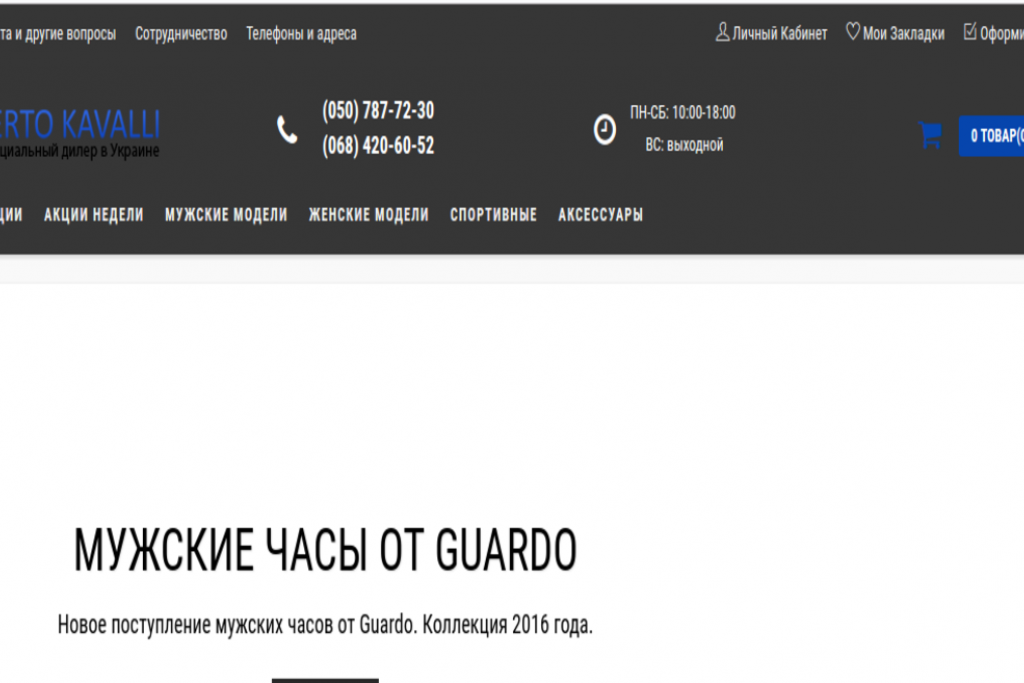 та и другие вопросы Сотрудничество Телефоны и адреса Личный Кабинет Мои Закладки Оформи
(050) 787-72-30
(068) 420-60-52
ПН-СБ: 10:00-18:00
ВС: выходной
ERTO KAVALLI
циальный дилер в Украине
0 ТОВАР(
ЦИИ АКЦИИ НЕДЕЛИ МУЖСКИЕ МОДЕЛИ ЖЕНСКИЕ МОДЕЛИ СПОРТИВНЫЕ АКСЕССУАРЫ
МУЖСКИЕ ЧАСЫ ОТ GUARDO
Новое поступление мужских часов от Guardo. Коллекция 2016 года.